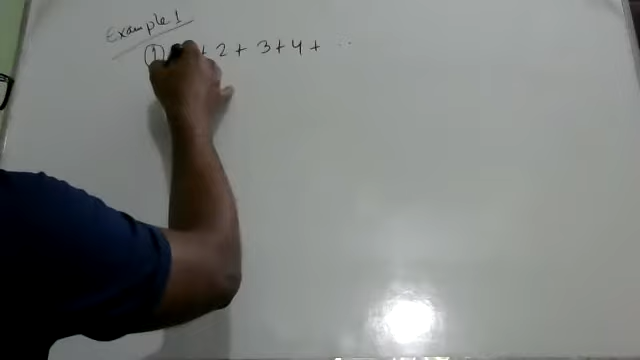 Example 1
① + 2 + 3 + 4 + ...